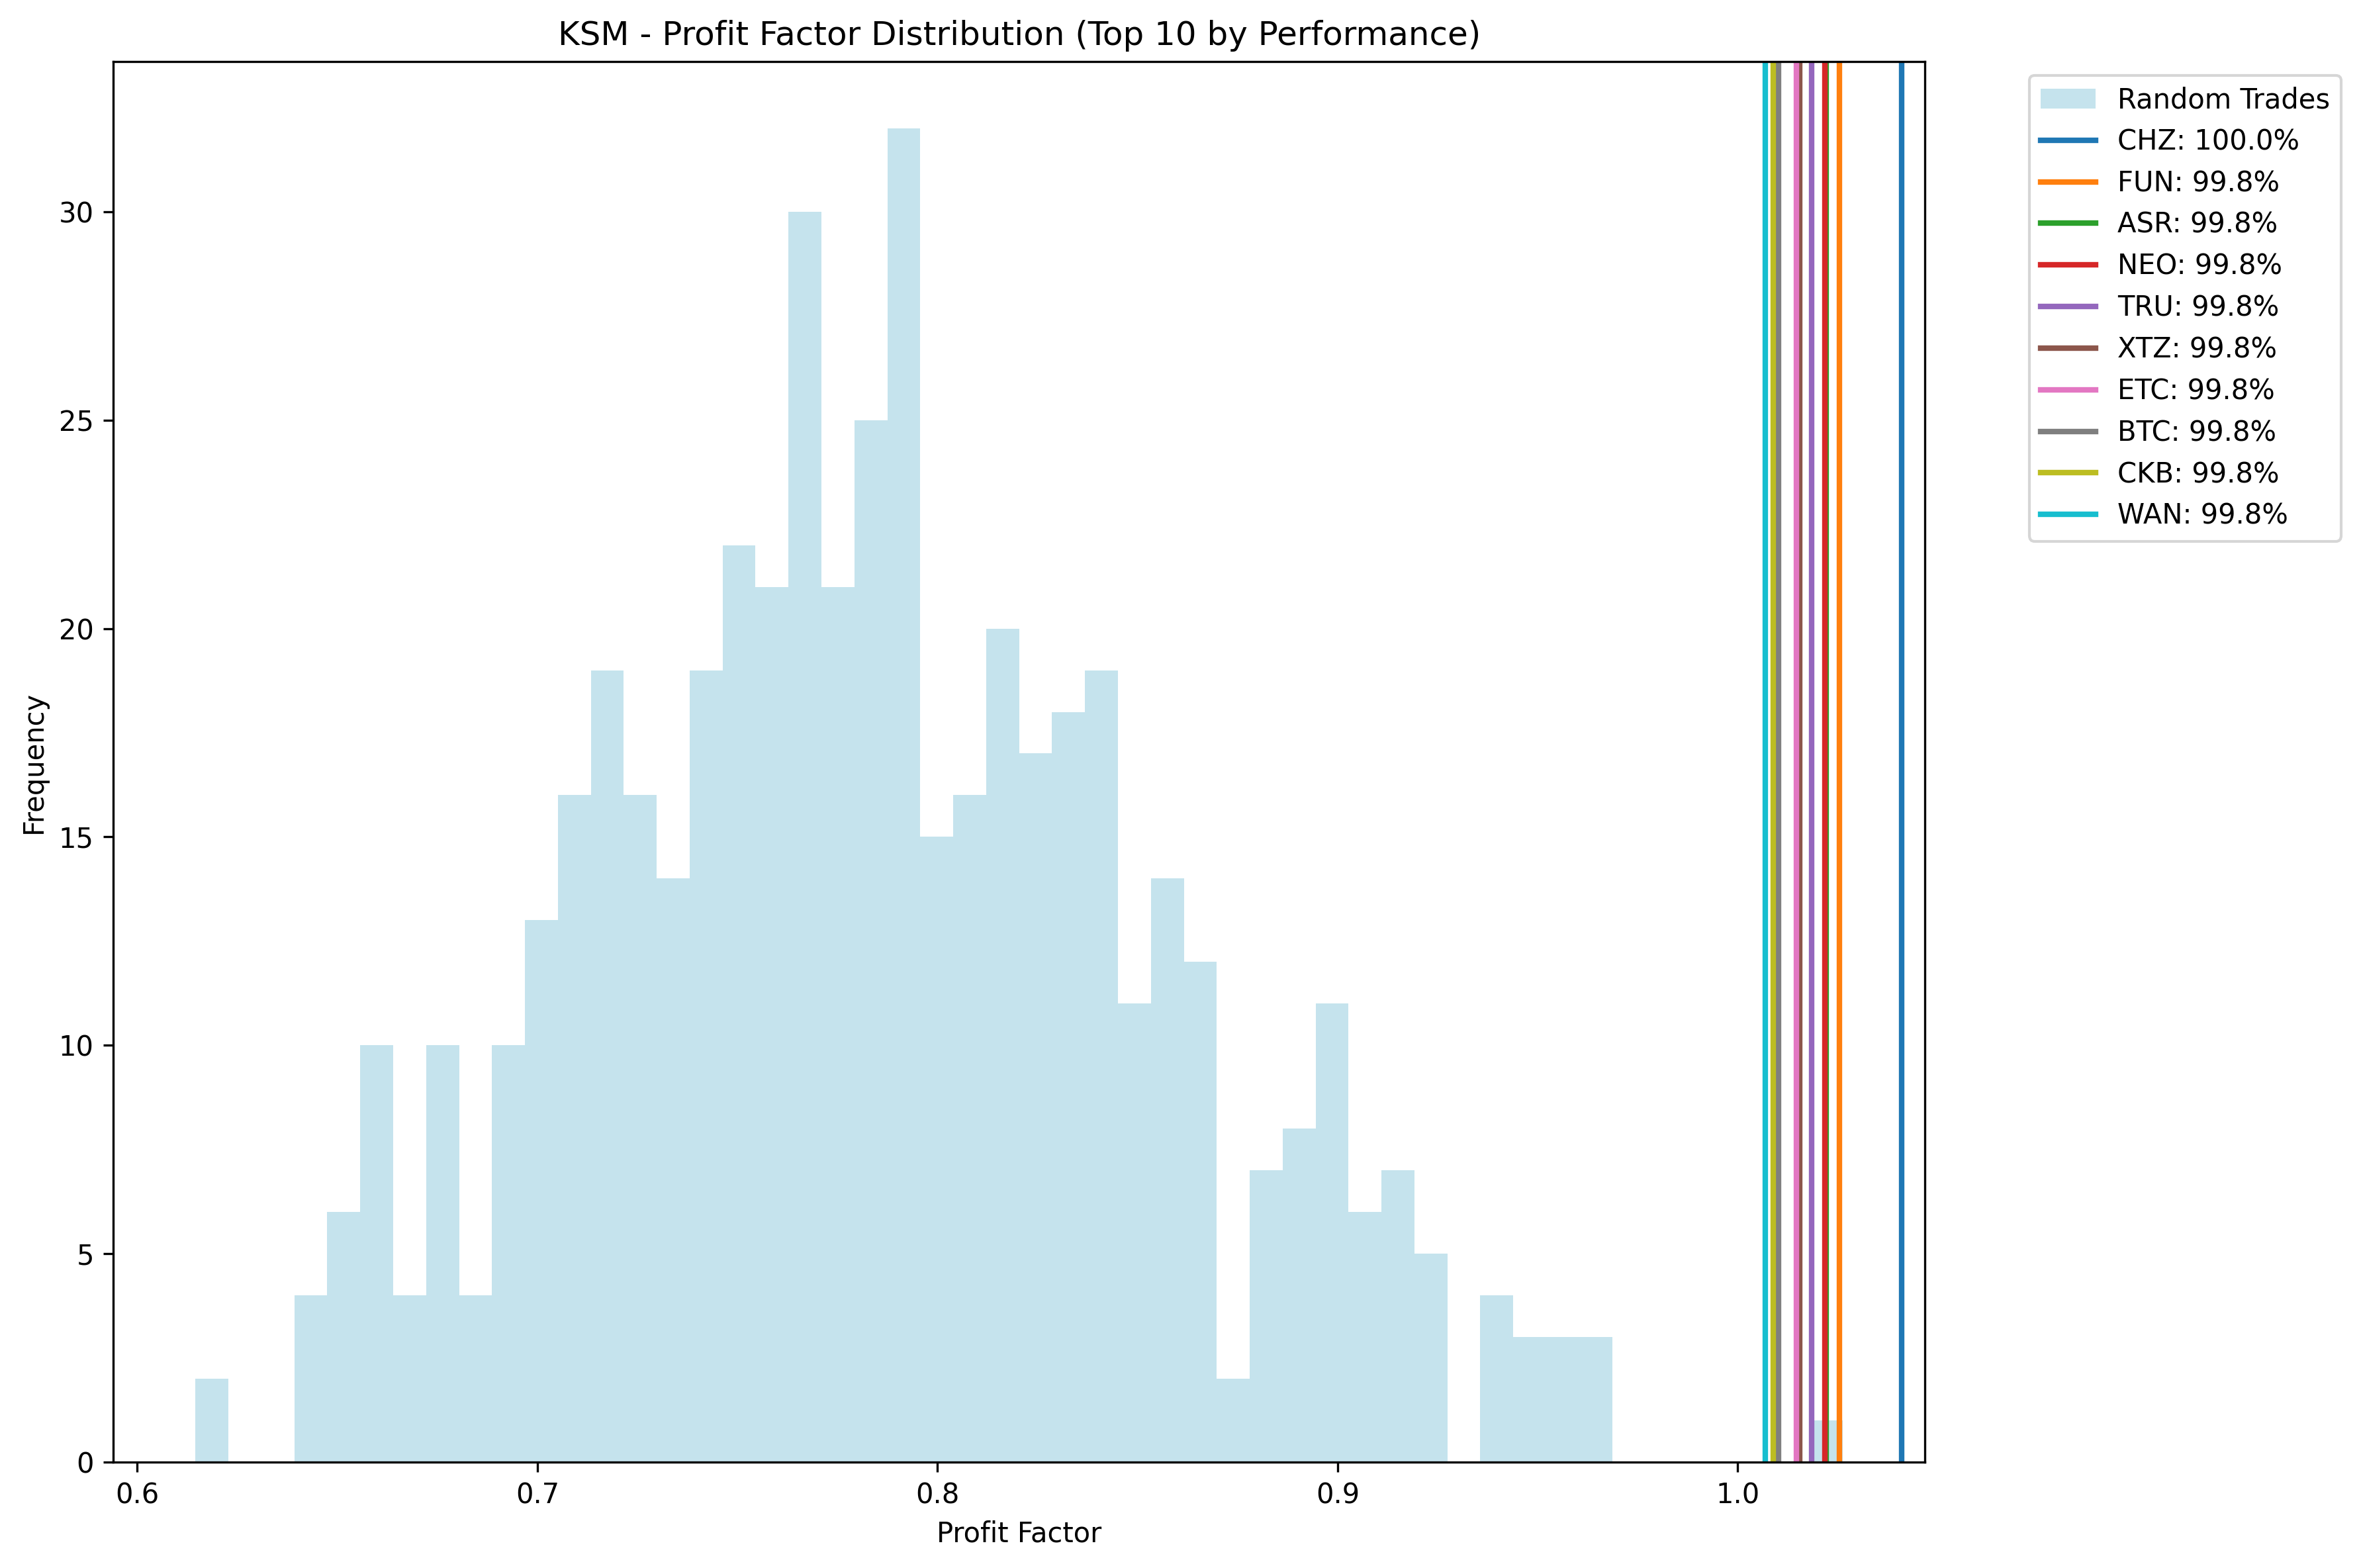 KSM - Profit Factor Distribution (Top 10 by Performance)
Random Trades
CHZ: 100.0%
FUN: 99.8%
ASR: 99.8%
NEO: 99.8%
TRU: 99.8%
XTZ: 99.8%
ETC: 99.8%
BTC: 99.8%
CKB: 99.8%
WAN: 99.8%
Frequency
30
25
20
15
10
5
0
0.6
0.7
0.8
0.9
1.0
Profit Factor